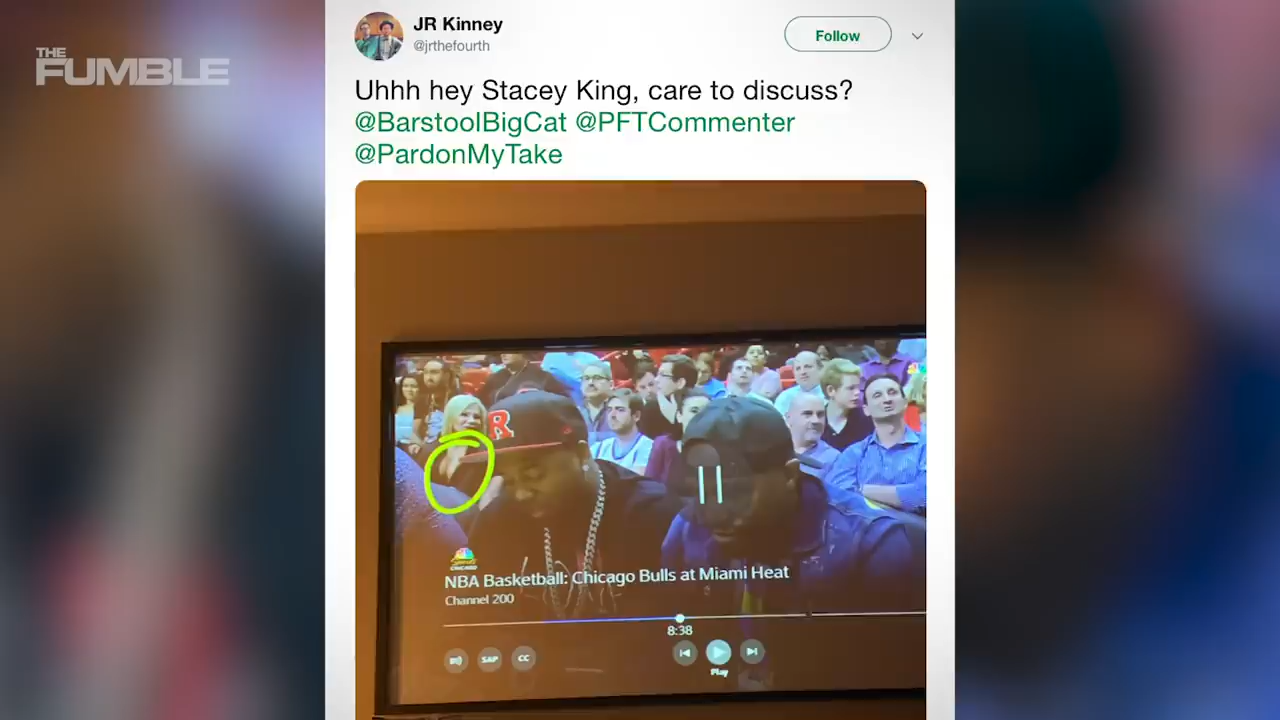 THE
FUMBLE
JR Kinney
@jrthefourth
Follow
Uhhh hey Stacey King, care to discuss?
@BarstoolBigCat @PFTCommenter
@PardonMyTake
R
NBA Basketball: Chicago Bulls at Miami Heat
Channel 200
8:38
SAP
CC
Play